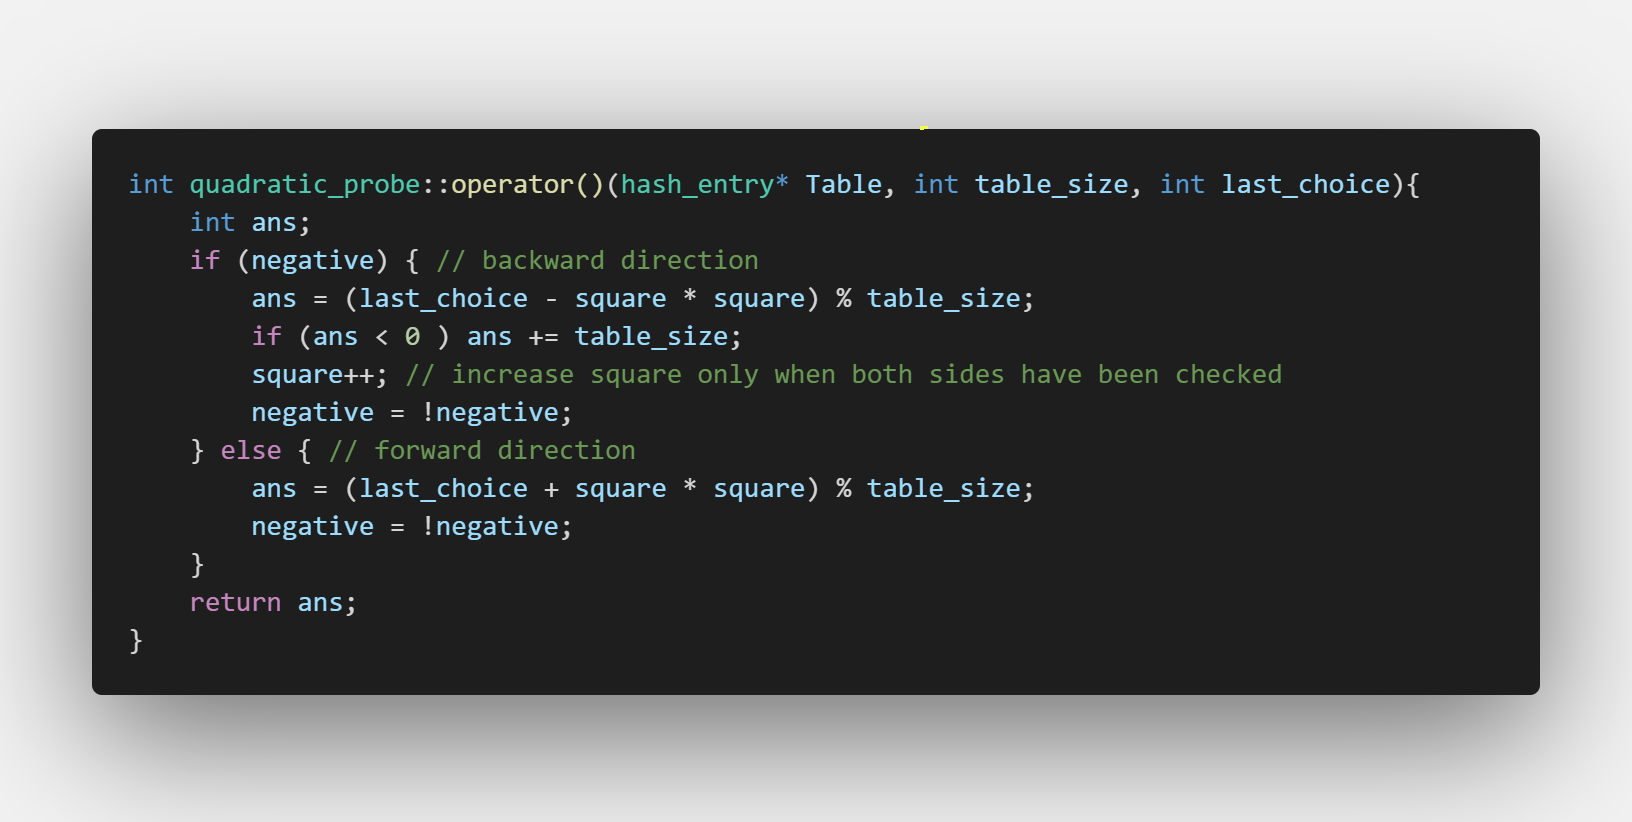 int quadratic_probe::operator()(hash_entry* Table, int table_size, int last_choice){
    int ans;
    if (negative) { // backward direction
        ans = (last_choice - square * square) % table_size;
        if (ans < 0 ) ans += table_size;
        square++; // increase square only when both sides have been checked
        negative = !negative;
    } else { // forward direction
        ans = (last_choice + square * square) % table_size;
        negative = !negative;
    }
    return ans;
}